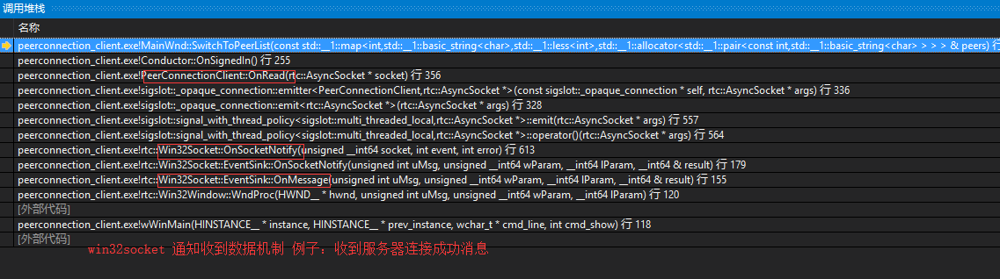 调用堆栈
名称
peerconnection_client.exe!MainWnd::SwitchToPeerList(const std::__1::map<int,std::__1::basic_string<char>,std::__1::less<int>,std::__1::allocator<std::__1::pair<const int,std::__1::basic_string<char> > > > & peers) 行
peerconnection_client.exe!Conductor::OnSignedIn() 行 255
peerconnection_client.exe!PeerConnectionClient::OnRead(rtc::AsyncSocket * socket) 行 356
peerconnection_client.exe!sigslot::_opaque_connection::emitter<PeerConnectionClient,rtc::AsyncSocket *>(const sigslot::_opaque_connection * self, rtc::AsyncSocket * args) 行 336
peerconnection_client.exe!sigslot::_opaque_connection::emit<rtc::AsyncSocket *>(rtc::AsyncSocket * args) 行 328
peerconnection_client.exe!sigslot::signal_with_thread_policy<sigslot::multi_threaded_local,rtc::AsyncSocket *>::emit(rtc::AsyncSocket * args) 行 557
peerconnection_client.exe!sigslot::signal_with_thread_policy<sigslot::multi_threaded_local,rtc::AsyncSocket *>::operator()(rtc::AsyncSocket * args) 行 564
peerconnection_client.exe!rtc::Win32Socket::OnSocketNotify(unsigned __int64 socket, int event, int error) 行 613
peerconnection_client.exe!rtc::Win32Socket::EventSink::OnSocketNotify(unsigned int uMsg, unsigned __int64 wParam, __int64 lParam, __int64 & result) 行 179
peerconnection_client.exe!rtc::Win32Socket::EventSink::OnMessage(unsigned int uMsg, unsigned __int64 wParam, __int64 lParam, __int64 & result) 行 155
peerconnection_client.exe!rtc::Win32Window::WndProc(HWND__ * hwnd, unsigned int uMsg, unsigned __int64 wParam, __int64 lParam) 行 120
[外部代码]
peerconnection_client.exe!wWinMain(HINSTANCE__ * instance, HINSTANCE__ * prev_instance, wchar_t * cmd_line, int cmd_show) 行 118
[外部代码]
win32socket 通知收到数据机制 例子：收到服务器连接成功消息